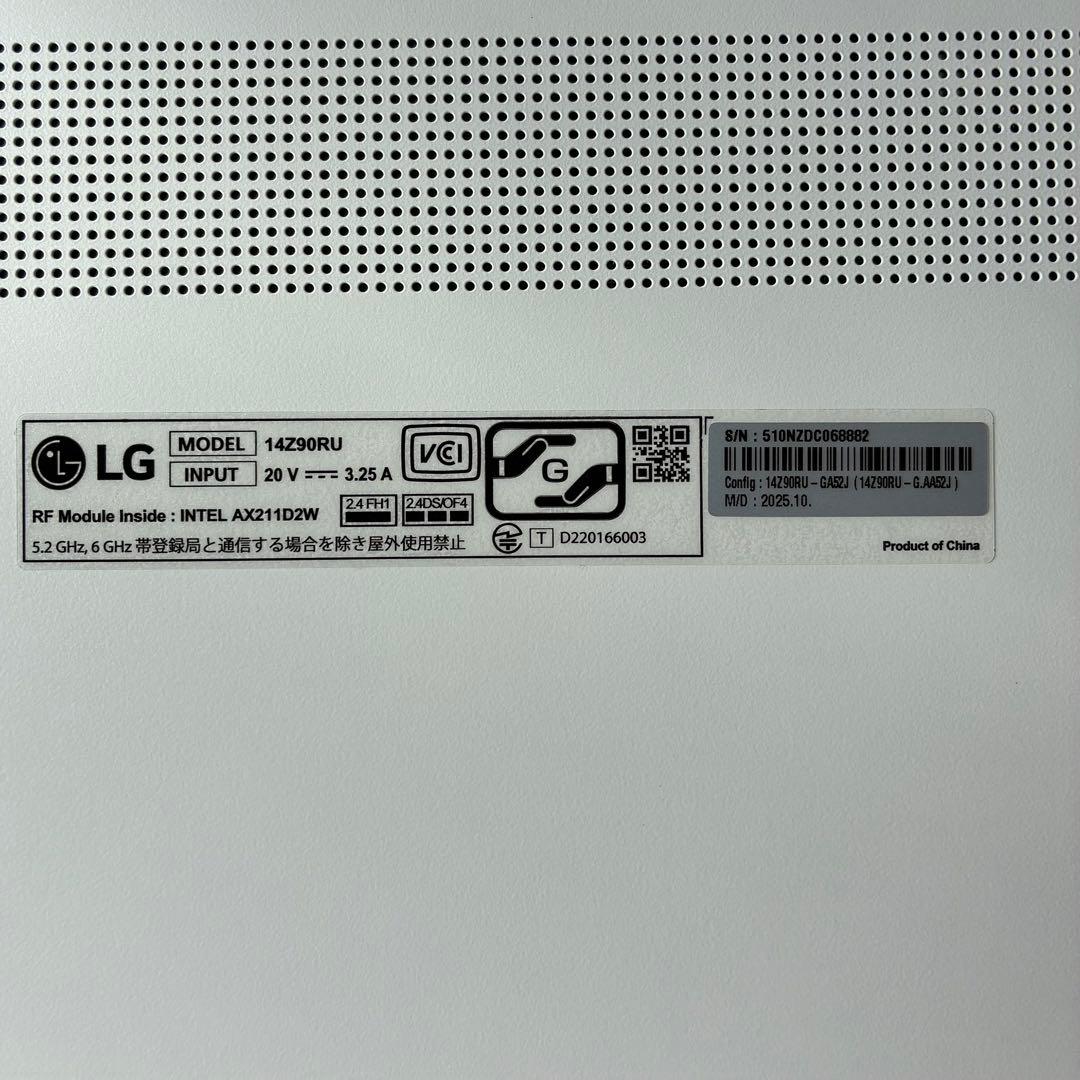 LG
MODEL 14Z90RU
INPUT 20 V 3.25 A
VCI
G
RF Module Inside : INTEL AX211D2W
2.4 FH1 2.4DS/OF4
5.2 GHz, 6 GHz 帯登録局と通信する場合を除き屋外使用禁止
T D220166003
S/N : 510NZDC068882
Config : 14Z90RU – GA52J ( 14Z90RU – G.AA52J )
M/D : 2025.10.
Product of China